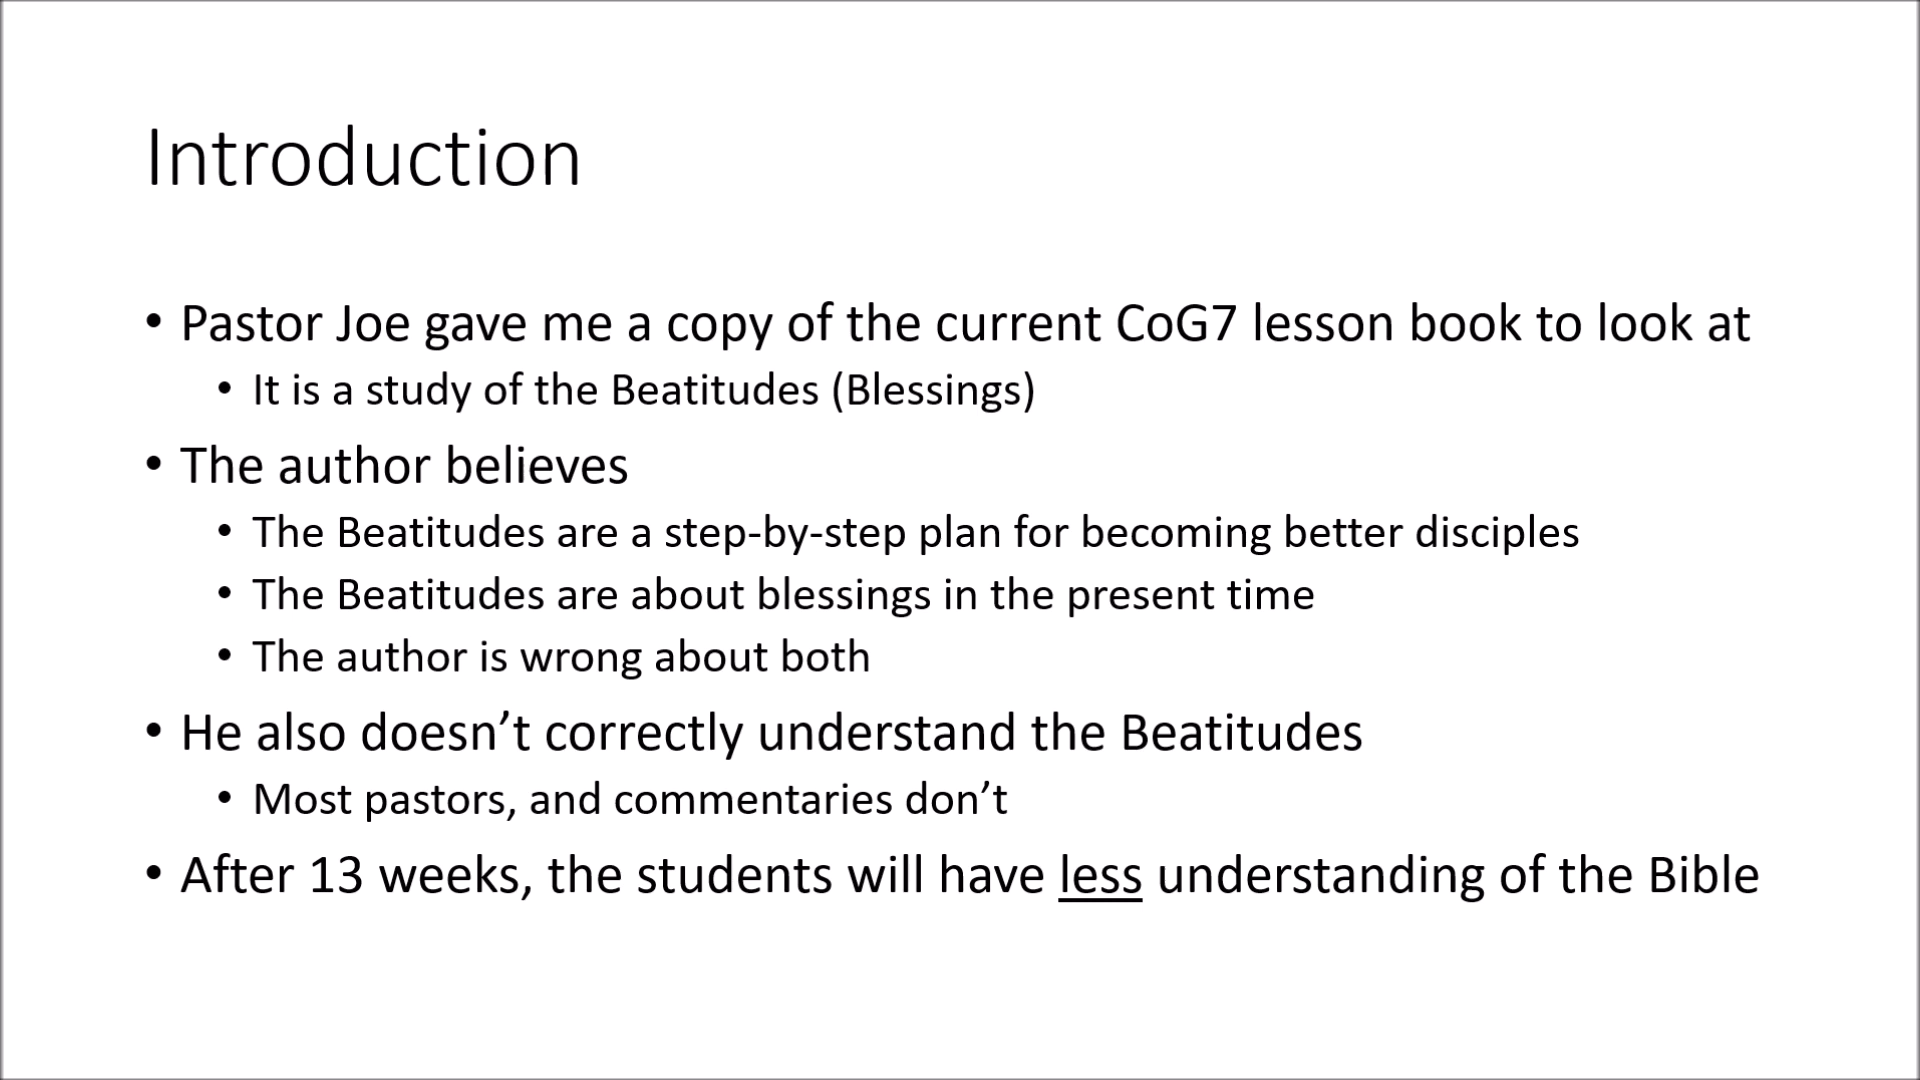 Introduction
• Pastor Joe gave me a copy of the current CoG7 lesson book to look at
• It is a study of the Beatitudes (Blessings)
• The author believes
• The Beatitudes are a step-by-step plan for becoming better disciples
• The Beatitudes are about blessings in the present time
• The author is wrong about both
• He also doesn’t correctly understand the Beatitudes
• Most pastors, and commentaries don’t
• After 13 weeks, the students will have less understanding of the Bible